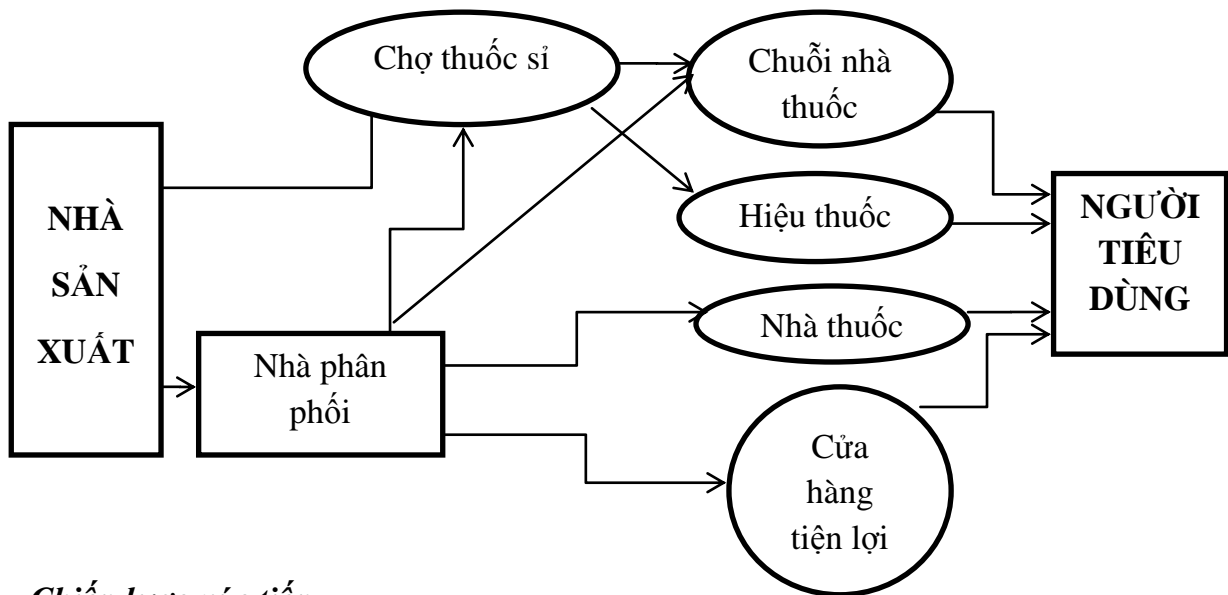 Chợ thuốc sỉ
Chuỗi nhà
thuốc
NHÀ
SẢN
XUẤT
Hiệu thuốc
NGƯỜI
TIÊU
DÙNG
Nhà thuốc
Nhà phân
phối
Cửa
hàng
tiện lợi